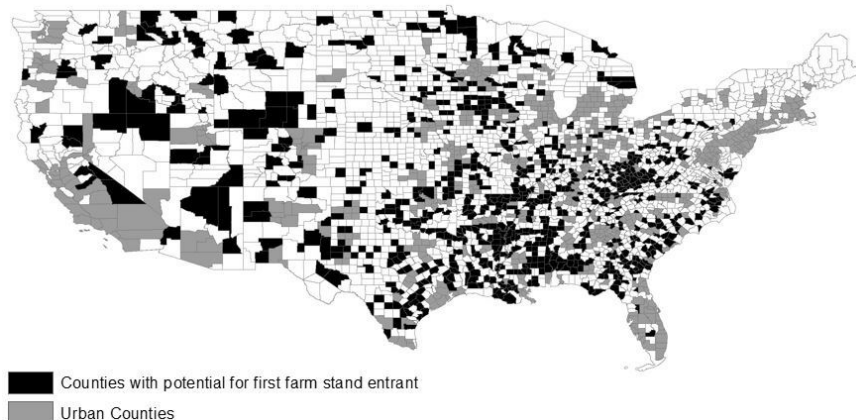 Counties with potential for first farm stand entrant
Urban Counties